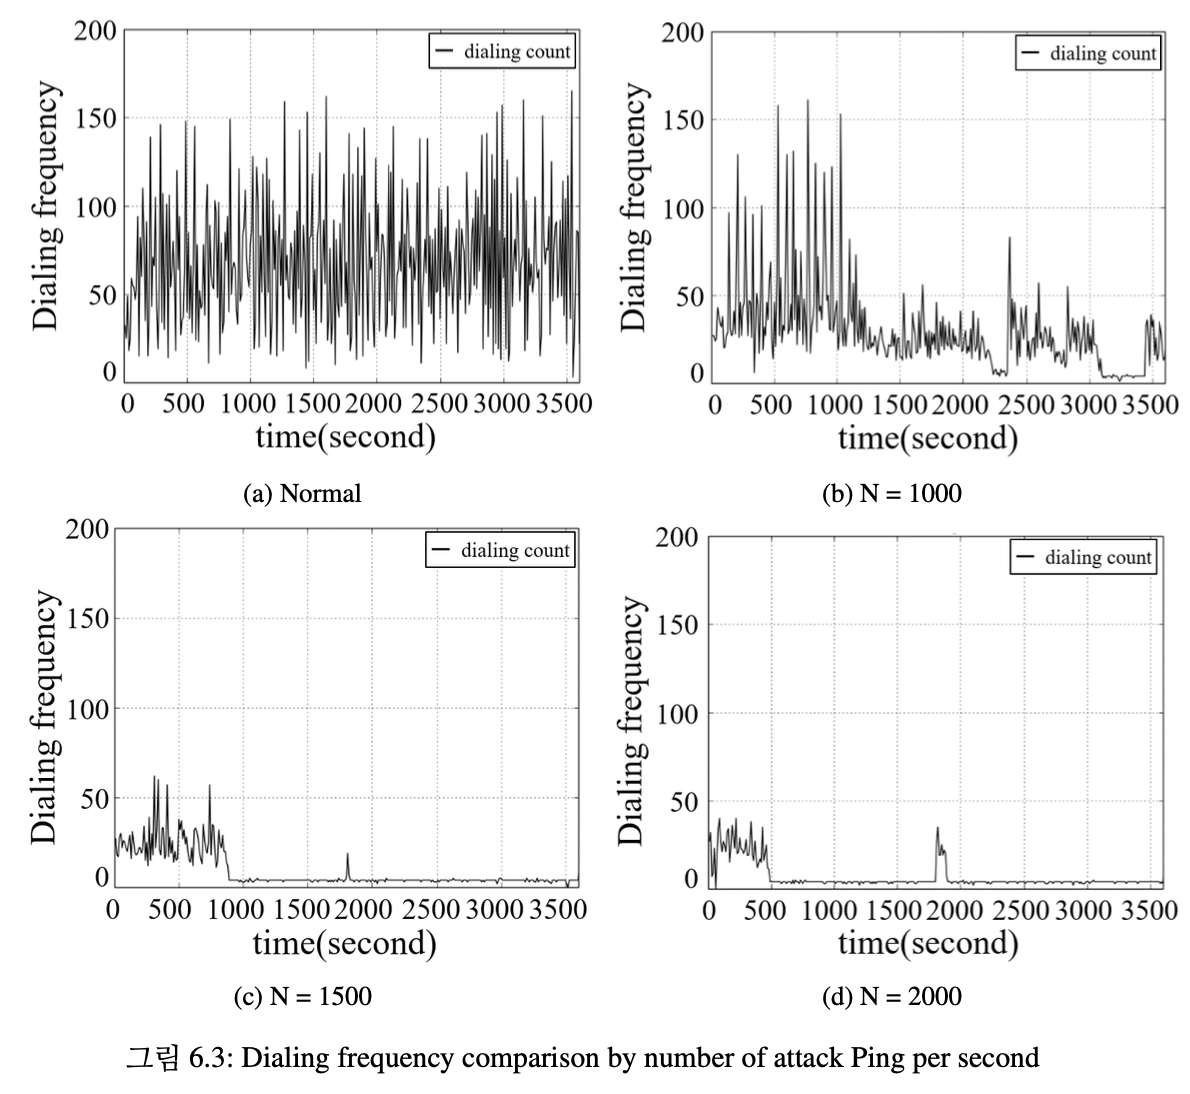 200
150
100
50
0
Dialing frequency
dialing count
0 500 1000 1500 2000 2500 3000 3500
time(second)
(a) Normal
200
150
100
50
0
Dialing frequency
dialing count
0 500 1000 1500 2000 2500 3000 3500
time(second)
(b) N = 1000
200
150
100
50
0
Dialing frequency
dialing count
0 500 1000 1500 2000 2500 3000 3500
time(second)
(c) N = 1500
200
150
100
50
0
Dialing frequency
dialing count
0 500 1000 1500 2000 2500 3000 3500
time(second)
(d) N = 2000
그림 6.3: Dialing frequency comparison by number of attack Ping per second